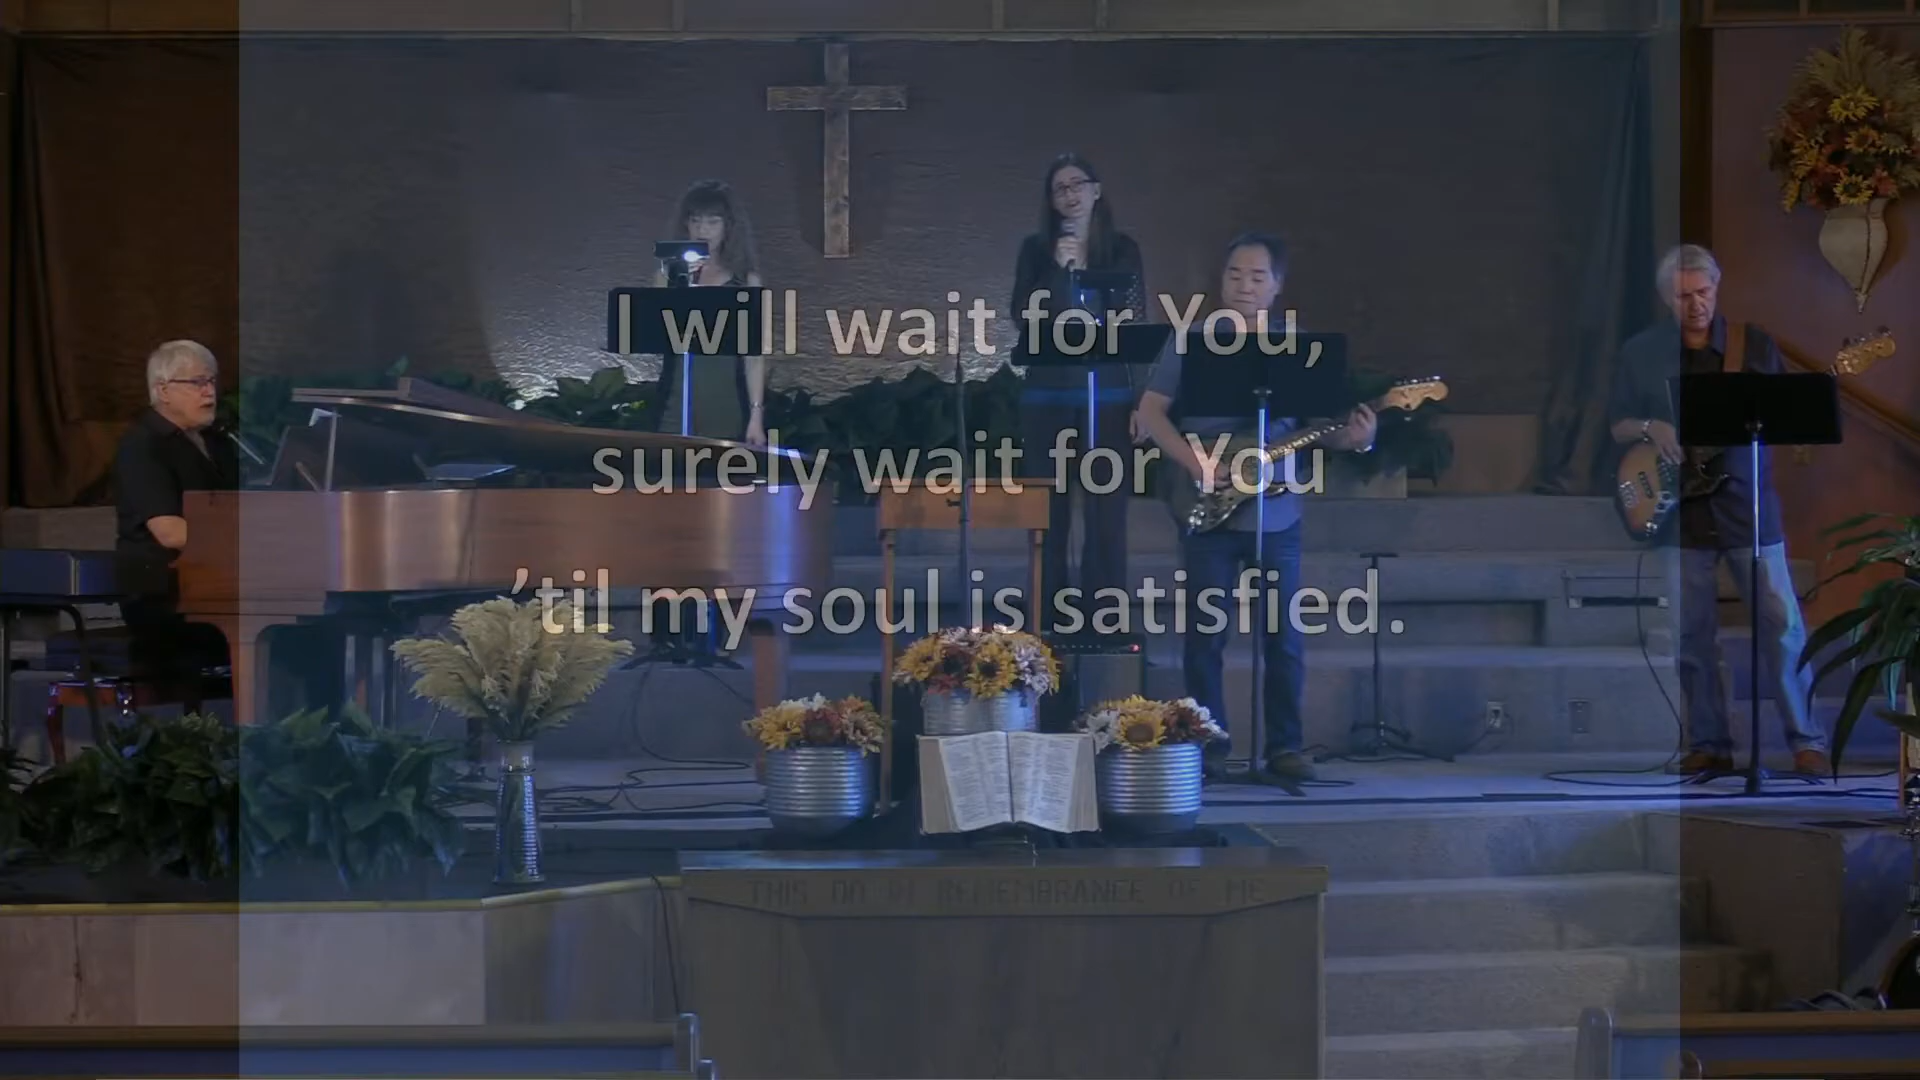 I will wait for You,
surely wait for You
’til my soul is satisfied.
THIS DO IN REMEMBRANCE OF ME